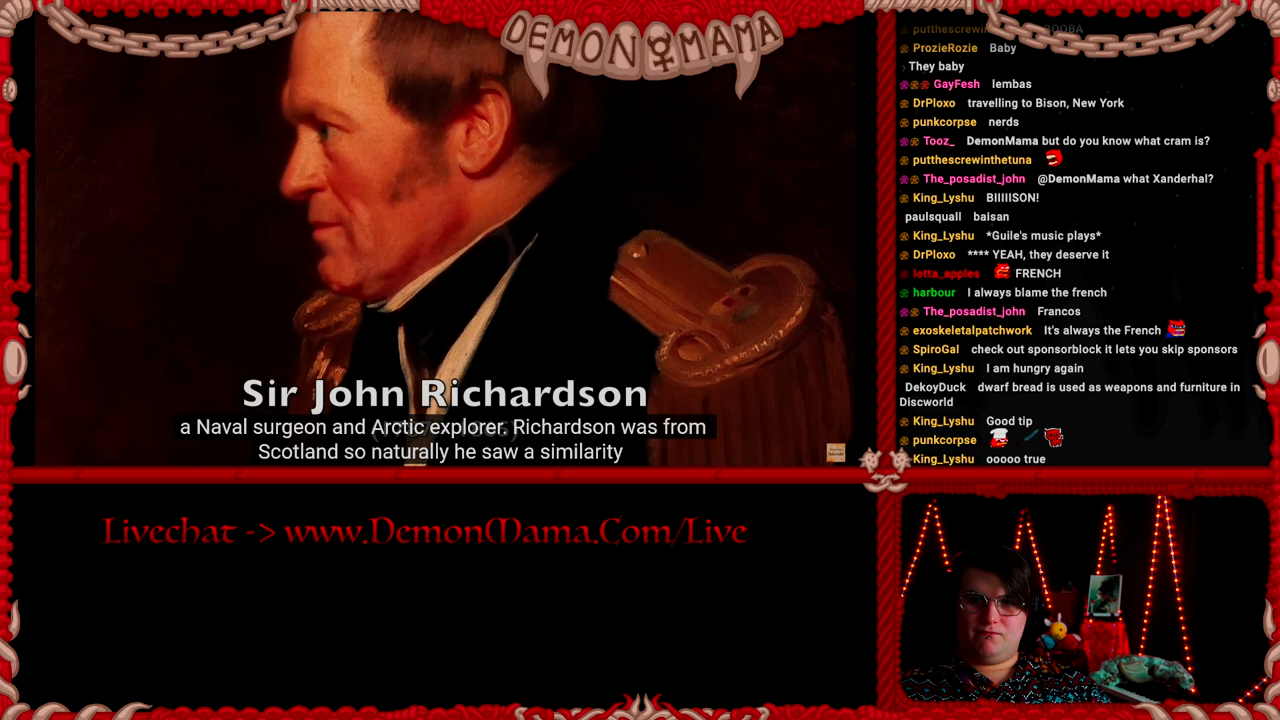 DEMON MAMA
Sir John Richardson
a Naval surgeon and Arctic explorer. Richardson was from
Scotland so naturally he saw a similarity
ProzieRozie Baby
They baby
GayFesh lembas
DrPloxo travelling to Bison, New York
punkcorpse nerds
Tooz_ DemonMama but do you know what cram is?
putthescrewinthetuna
The_posadist_john @DemonMama what Xanderhal?
King_Lyshu BIIIIISON!
paulsquall baisan
King_Lyshu *Guile's music plays*
DrPloxo **** YEAH, they deserve it
lotta_apples FRENCH
harbour I always blame the french
The_posadist_john Francos
exoskeletalpatchwork It's always the French
SpiroGal check out sponsorblock it lets you skip sponsors
King_Lyshu I am hungry again
DekoyDuck dwarf bread is used as weapons and furniture in
Discworld
King_Lyshu Good tip
punkcorpse
King_Lyshu ooooo true
Livechat -> www.DemonMama.Com/Live